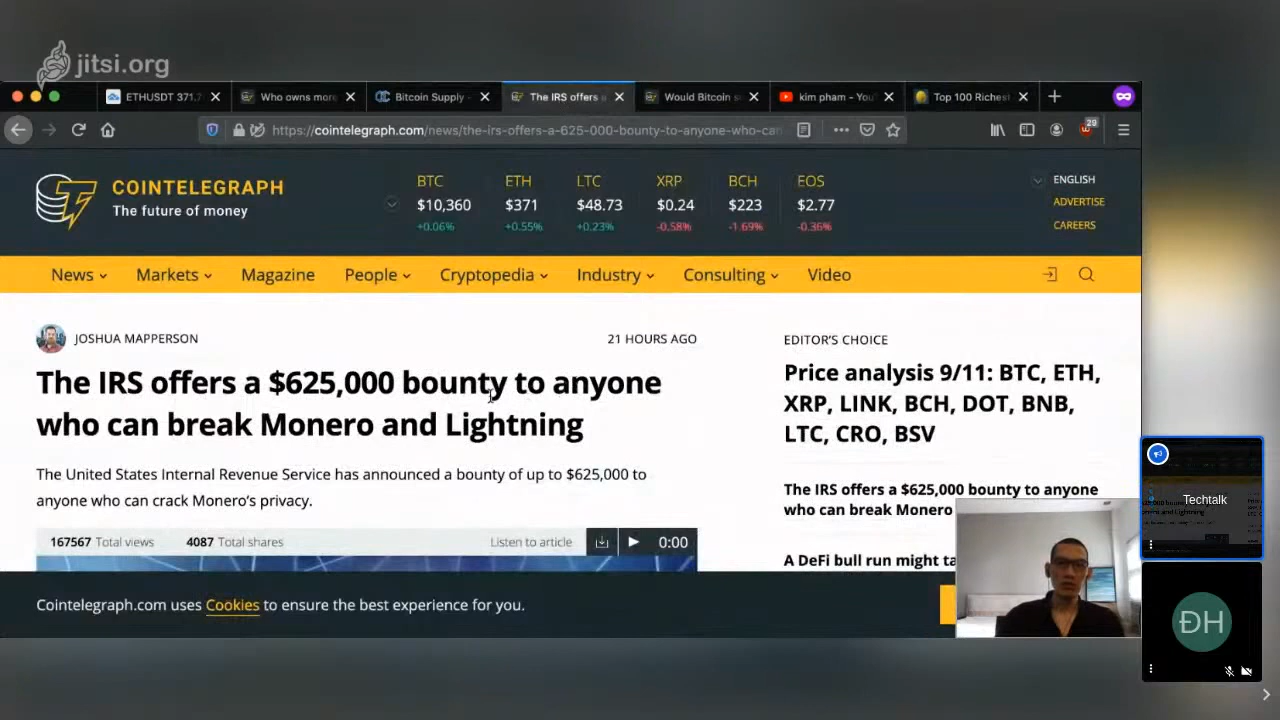 jitsi.org
ETHUSDT 371.7
Who owns more
Bitcoin Supply -
The IRS offers a
Would Bitcoin s
kim pham - You
Top 100 Riches
https://cointelegraph.com/news/the-irs-offers-a-625-000-bounty-to-anyone-who-can
29
COINTELEGRAPH
The future of money
BTC ETH LTC XRP BCH EOS
$10,360 $371 $48.73 $0.24 $223 $2.77
+0.06% +0.55% +0.23% -0.58% -1.69% -0.36%
ENGLISH
ADVERTISE
CAREERS
News Markets Magazine People Cryptopedia Industry Consulting Video
JOSHUA MAPPERSON 21 HOURS AGO
The IRS offers a $625,000 bounty to anyone
who can break Monero and Lightning
The United States Internal Revenue Service has announced a bounty of up to $625,000 to
anyone who can crack Monero's privacy.
167567 Total views 4087 Total shares Listen to article 0:00
EDITOR'S CHOICE
Price analysis 9/11: BTC, ETH,
XRP, LINK, BCH, DOT, BNB,
LTC, CRO, BSV
The IRS offers a $625,000 bounty to anyone
who can break Monero
A DeFi bull run might ta
Cointelegraph.com uses Cookies to ensure the best experience for you.
Techtalk
ĐH